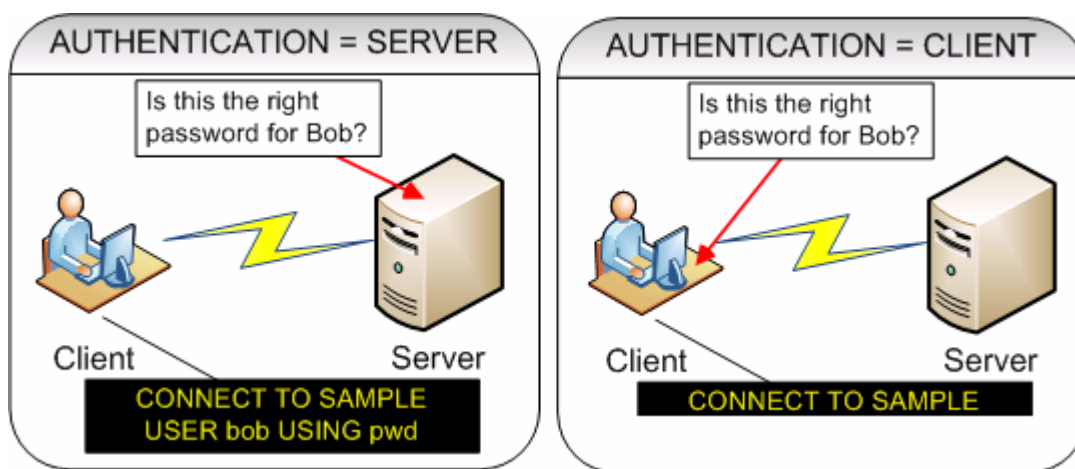 AUTHENTICATION = SERVER
Is this the right
password for Bob?
Client
Server
CONNECT TO SAMPLE
USER bob USING pwd
AUTHENTICATION = CLIENT
Is this the right
password for Bob?
Client
Server
CONNECT TO SAMPLE